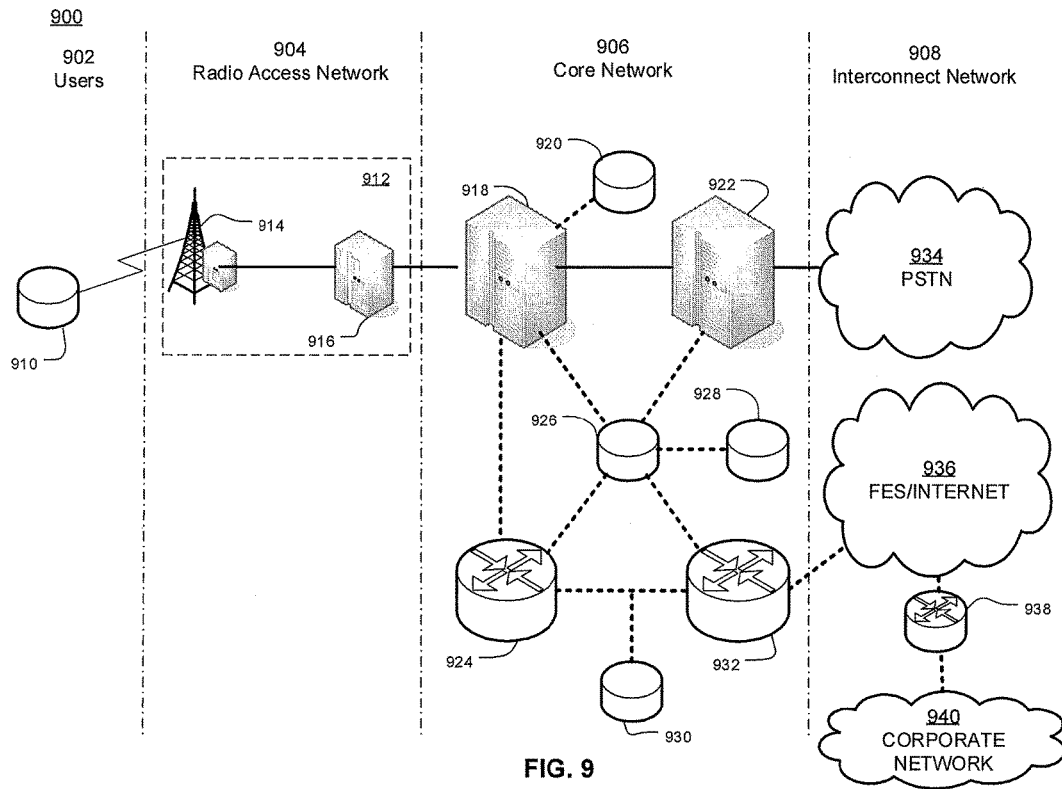 900
902
Users
904
Radio Access Network
906
Core Network
908
Interconnect Network
910
912
914
916
918
920
922
924
926
928
930
932
934
PSTN
936
FES/INTERNET
938
940
CORPORATE
NETWORK
FIG. 9